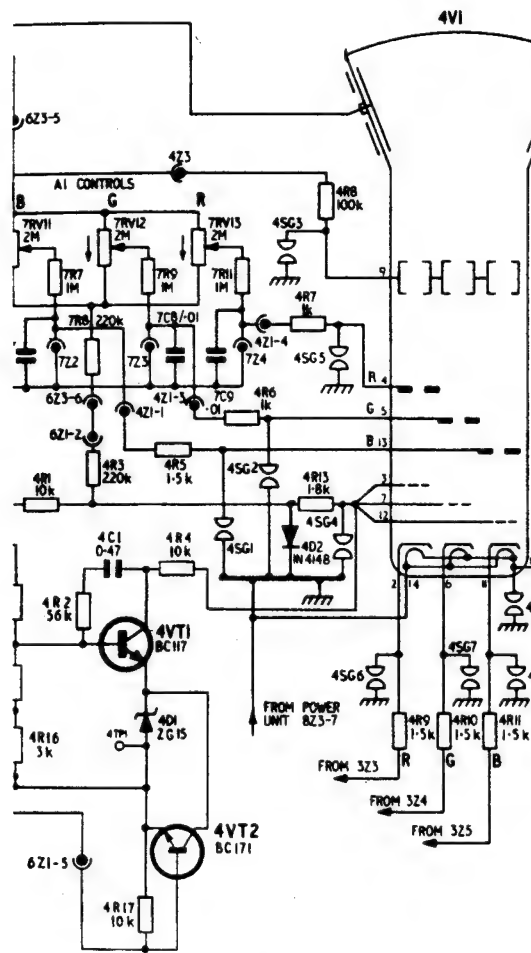 4V1
6Z3-5
4Z3
A1 CONTROLS
B
G
R
4R8
100k
4SG3
7RV11
2M
7RV12
2M
7RV13
2M
9
7R7
1M
7R9
1M
7R11
1M
4R7
1k
7R8 220k
7C8/·01
4Z1-4
4SG5
7Z2
7Z3
7Z4
R 4
6Z3-6
4Z1-1
4Z1-3
7C9
·01
4R6
1k
G 5
6Z1-2
B 13
4R1
10k
4R3
220k
4R5
1·5k
4SG2
4R13
1·8k
3
7
12
4SG4
4C1
0·47
4R4
10k
4SG1
4D2
IN4148
2
14
6
11
4R2
56k
4VT1
BC117
4SG7
4SG6
4D1
ZG15
4TP1
FROM POWER
UNIT 8Z3-7
4R9
1·5k
4R10
1·5k
4R11
1·5k
4R16
3k
R
G
B
FROM 3Z3
FROM 3Z4
FROM 3Z5
4VT2
BC171
6Z1-5
4R17
10k